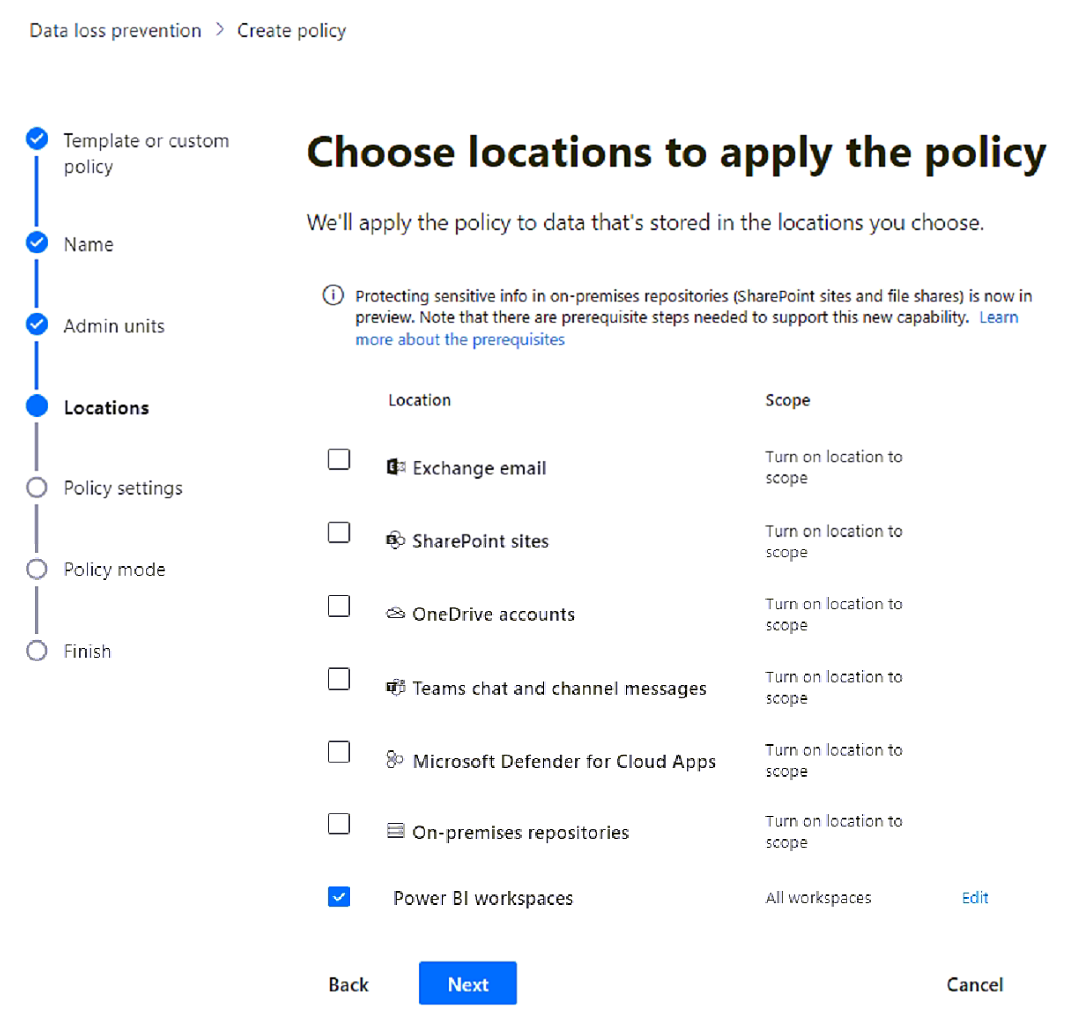 Data loss prevention > Create policy
Template or custom
policy
Name
Admin units
Locations
Policy settings
Policy mode
Finish
Choose locations to apply the policy
We'll apply the policy to data that's stored in the locations you choose.
Protecting sensitive info in on-premises repositories (SharePoint sites and file shares) is now in
preview. Note that there are prerequisite steps needed to support this new capability. Learn
more about the prerequisites
Location Scope
Exchange email
Turn on location to
scope
SharePoint sites
Turn on location to
scope
OneDrive accounts
Turn on location to
scope
Teams chat and channel messages
Turn on location to
scope
Microsoft Defender for Cloud Apps
Turn on location to
scope
On-premises repositories
Turn on location to
scope
Power BI workspaces All workspaces Edit
Back Next Cancel